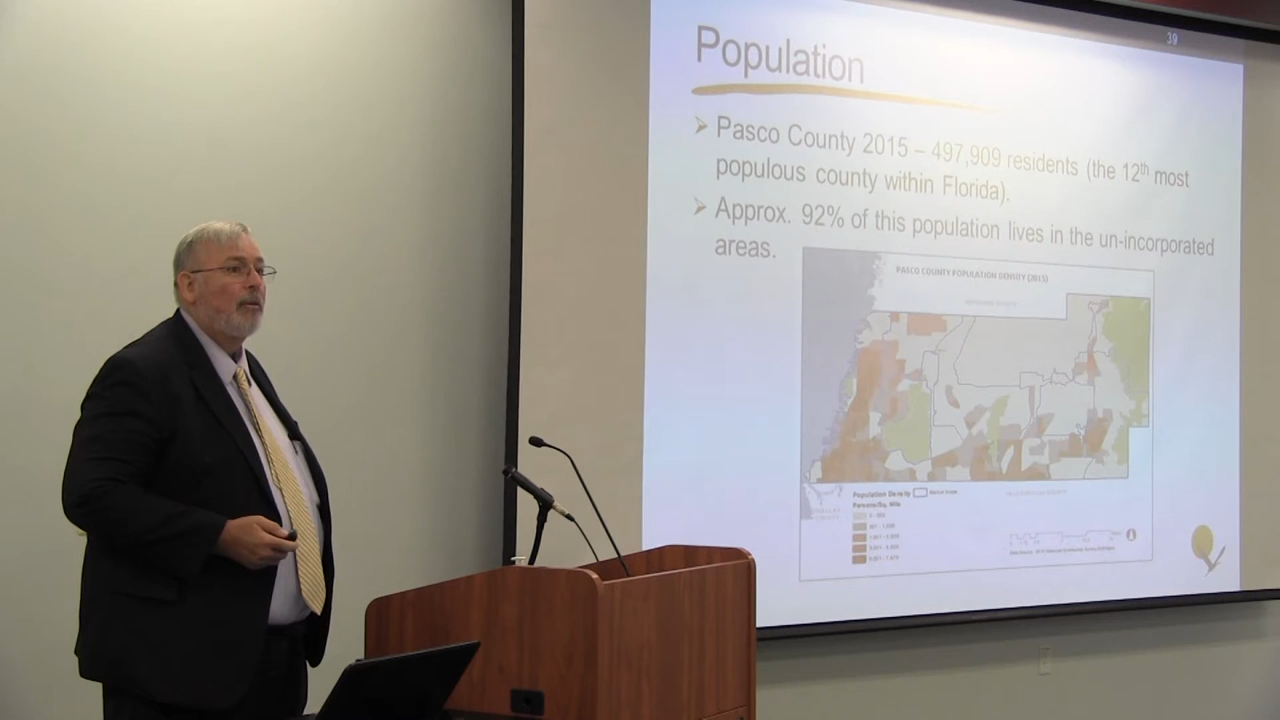 39
Population
Pasco County 2015 – 497,909 residents (the 12th most
populous county within Florida).
Approx. 92% of this population lives in the un-incorporated
areas.
PASCO COUNTY POPULATION DENSITY (2015)
Population Density
Persons/Sq. Mile